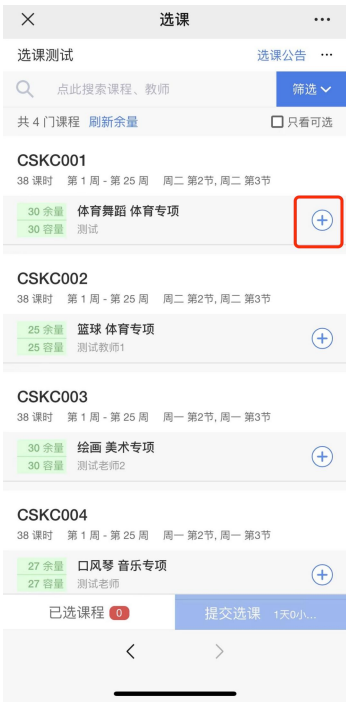 选课
选课测试 选课公告 ...
点此搜索课程、教师 筛选
共 4 门课程 刷新余量 只看可选
CSKC001
38 课时 第 1 周 - 第 25 周 周二 第2节, 周二 第3节
30 余量 体育舞蹈 体育专项
30 容量 测试
CSKC002
38 课时 第 1 周 - 第 25 周 周二 第2节, 周二 第3节
25 余量 篮球 体育专项
25 容量 测试教师1
CSKC003
38 课时 第 1 周 - 第 25 周 周一 第2节, 周一 第3节
30 余量 绘画 美术专项
30 容量 测试老师2
CSKC004
38 课时 第 1 周 - 第 25 周 周一 第2节, 周一 第3节
27 余量 口风琴 音乐专项
27 容量 测试老师
已选课程 0 提交选课 1天0小...